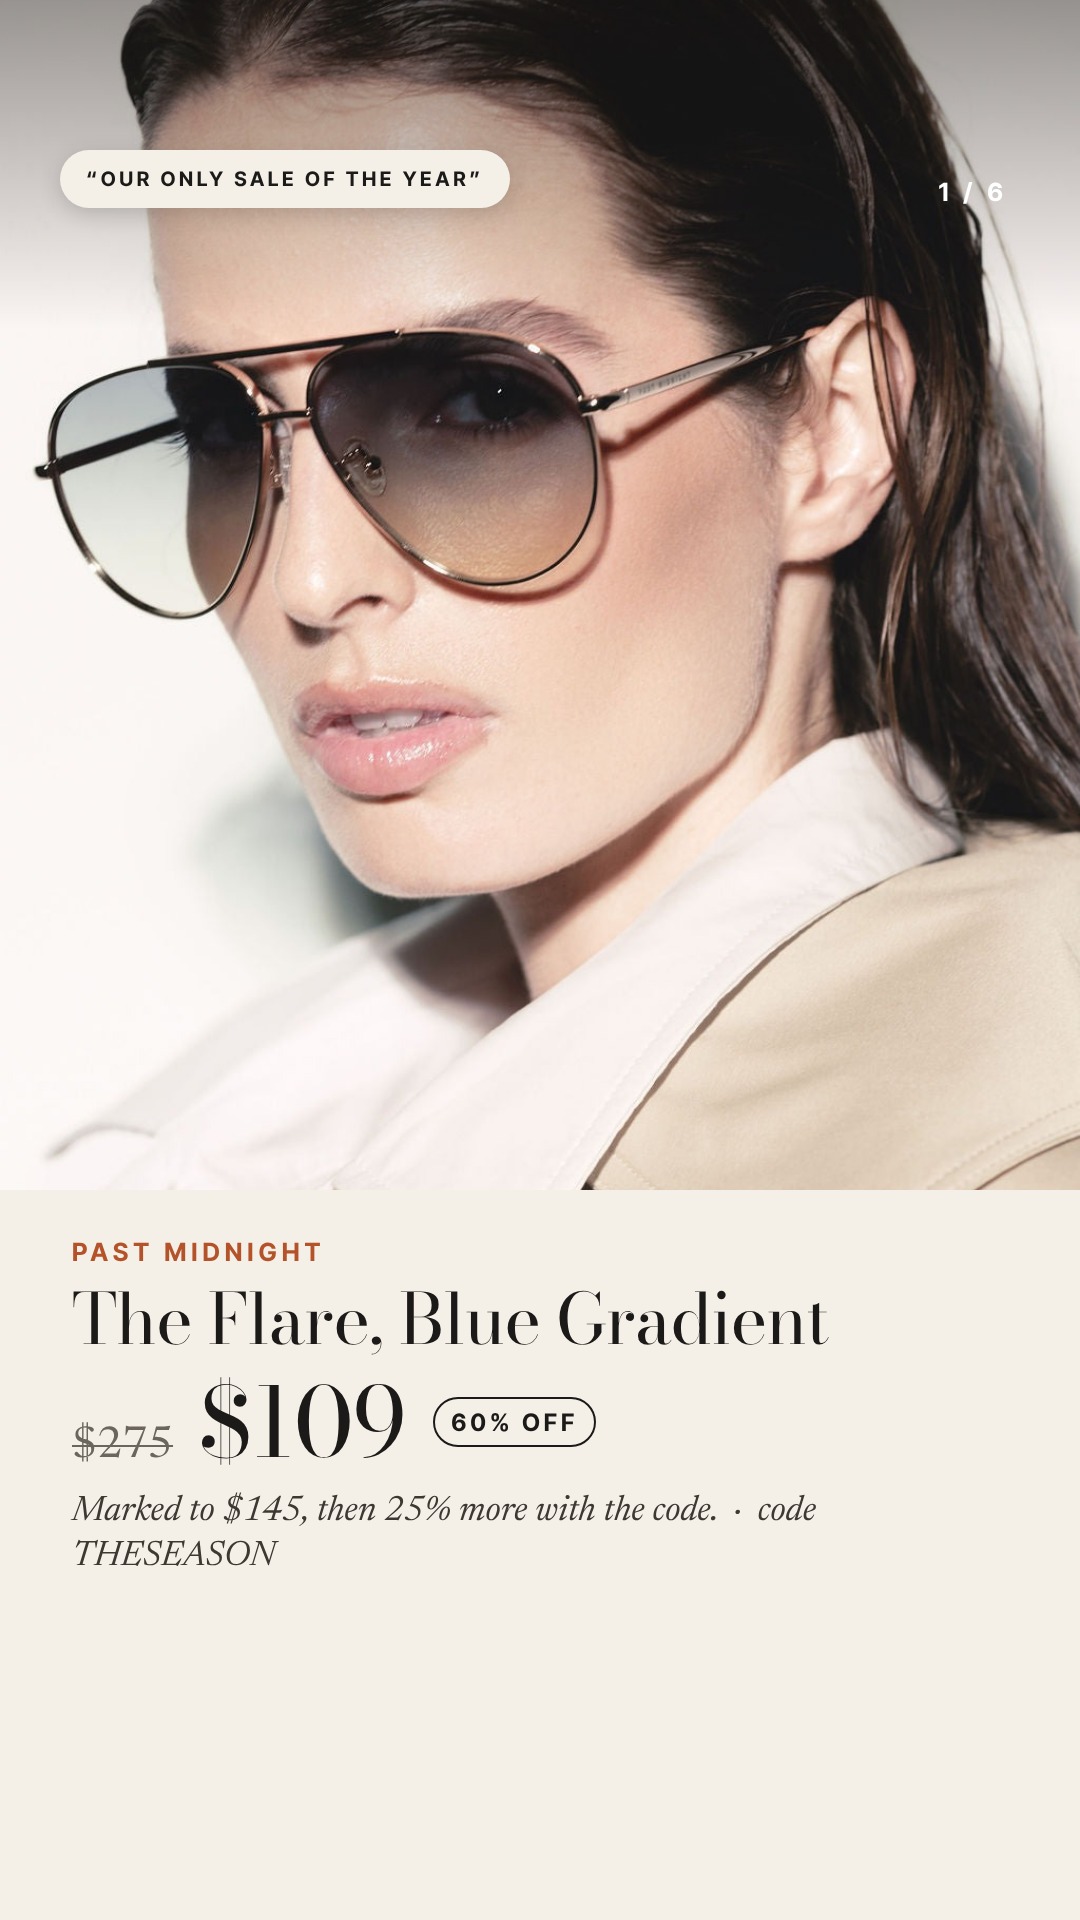 “OUR ONLY SALE OF THE YEAR”
1 / 6
PAST MIDNIGHT
The Flare, Blue Gradient
$275 $109 60% OFF
Marked to $145, then 25% more with the code. · code
THESEASON